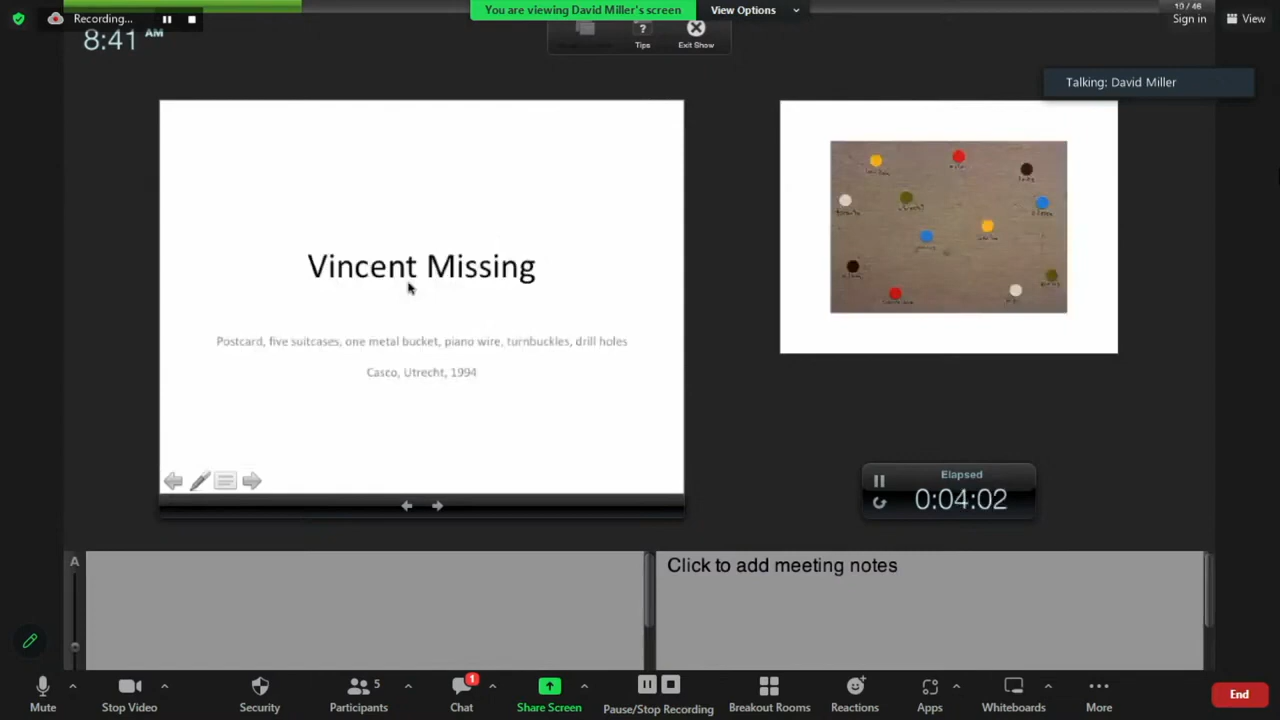 Recording...
You are viewing David Miller's screen
View Options
Sign in
View
8:41 AM
Tips
Exit Show
Talking: David Miller
Vincent Missing
Postcard, five suitcases, one metal bucket, piano wire, turnbuckles, drill holes
Casco, Utrecht, 1994
Elapsed
0:04:02
A
Click to add meeting notes
Mute
Stop Video
Security
5
Participants
1
Chat
Share Screen
Pause/Stop Recording
Breakout Rooms
Reactions
Apps
Whiteboards
More
End